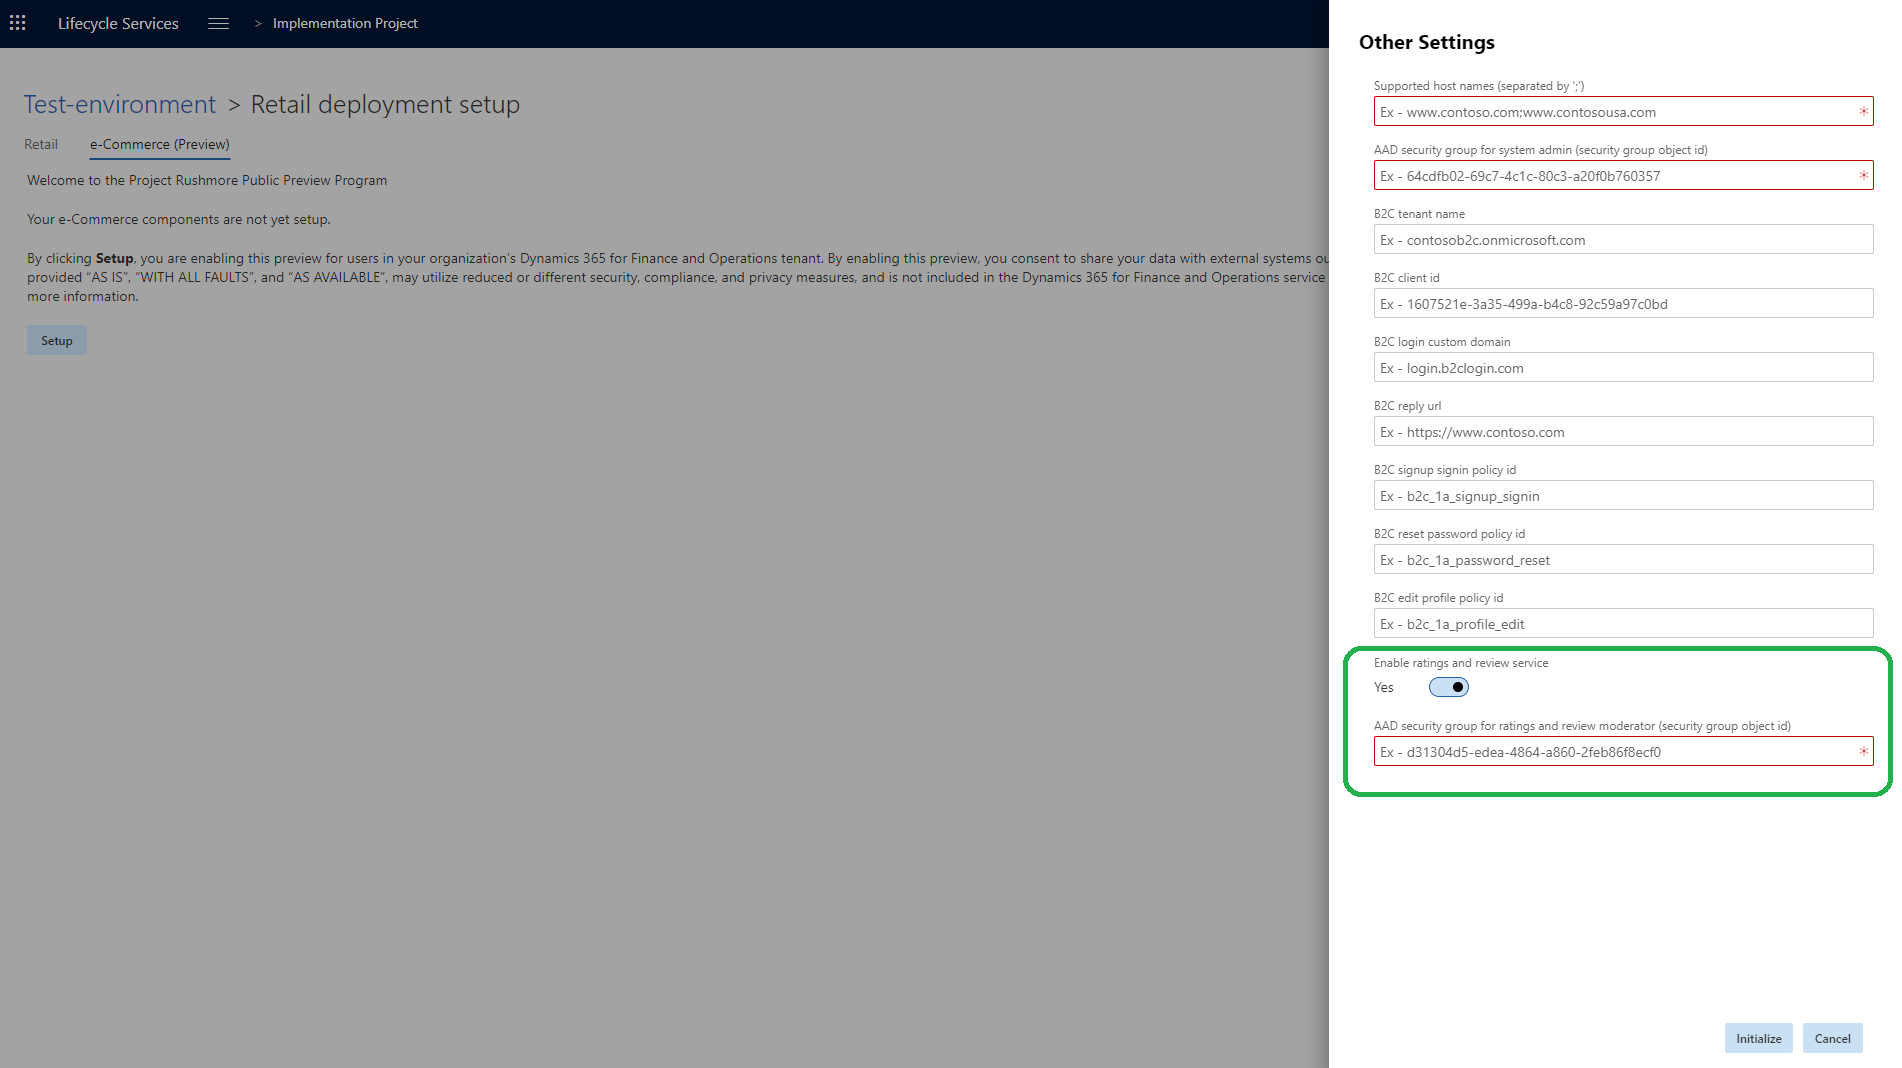 Lifecycle Services > Implementation Project
Test-environment > Retail deployment setup
Retail e-Commerce (Preview)
Welcome to the Project Rushmore Public Preview Program
Your e-Commerce components are not yet setup.
By clicking Setup, you are enabling this preview for users in your organization's Dynamics 365 for Finance and Operations tenant. By enabling this preview, you consent to share your data with external systems
provided “AS IS”, “WITH ALL FAULTS”, and “AS AVAILABLE”, may utilize reduced or different security, compliance, and privacy measures, and is not included in the Dynamics 365 for Finance and Operations service
more information.
Setup
Other Settings
Supported host names (separated by ';')
Ex - www.contoso.com;www.contosousa.com *
AAD security group for system admin (security group object id)
Ex - 64cdfb02-69c7-4c1c-80c3-a20f0b760357 *
B2C tenant name
Ex - contosob2c.onmicrosoft.com
B2C client id
Ex - 1607521e-3a35-499a-b4c8-92c59a97c0bd
B2C login custom domain
Ex - login.b2clogin.com
B2C reply url
Ex - https://www.contoso.com
B2C signup signin policy id
Ex - b2c_1a_signup_signin
B2C reset password policy id
Ex - b2c_1a_password_reset
B2C edit profile policy id
Ex - b2c_1a_profile_edit
Enable ratings and review service
Yes
AAD security group for ratings and review moderator (security group object id)
Ex - d31304d5-edea-4864-a860-2feb86f8ecf0 *
Initialize Cancel